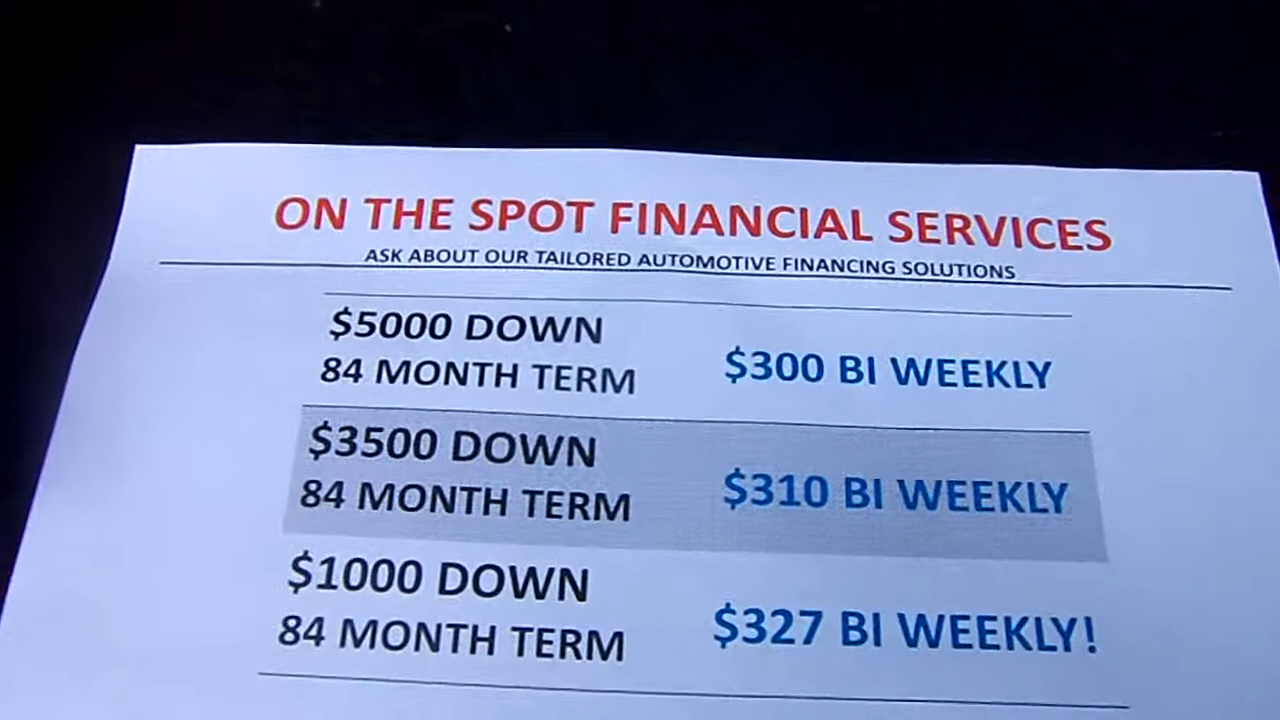 ON THE SPOT FINANCIAL SERVICES
ASK ABOUT OUR TAILORED AUTOMOTIVE FINANCING SOLUTIONS
$5000 DOWN
84 MONTH TERM
$300 BI WEEKLY
$3500 DOWN
84 MONTH TERM
$310 BI WEEKLY
$1000 DOWN
84 MONTH TERM
$327 BI WEEKLY!